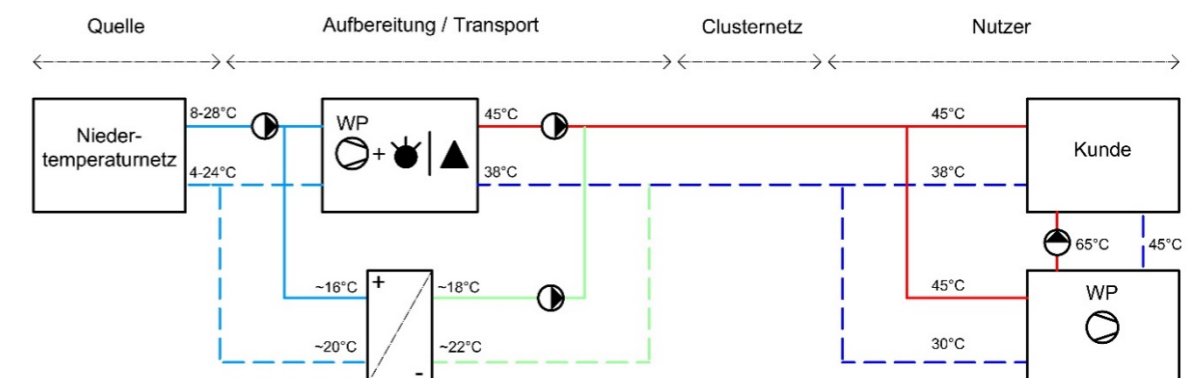 Quelle
Aufbereitung / Transport
Clusternetz
Nutzer
8-28°C
WP
45°C
45°C
Nieder-
temperaturnetz
+
Kunde
4-24°C
38°C
38°C
65°C
45°C
~16°C
+
~18°C
45°C
WP
~20°C
~22°C
30°C
-